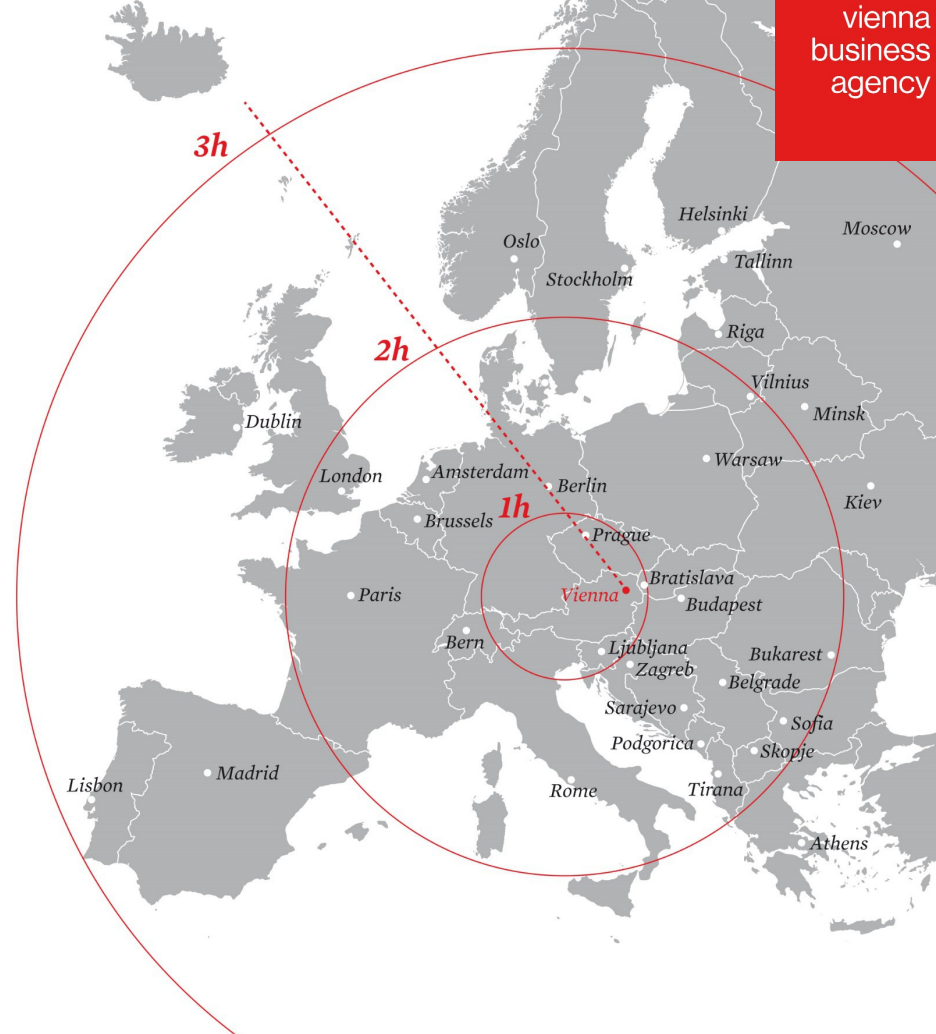 vienna
business
agency
3h
Helsinki
Moscow
Oslo
Tallinn
Stockholm
Riga
2h
Vilnius
Minsk
Dublin
Warsaw
London
Amsterdam
Berlin
Kiev
1h
Brussels
Prague
Bratislava
Paris
Vienna
Budapest
Bern
Ljubljana
Bukarest
Zagreb
Belgrade
Sarajevo
Sofia
Podgorica
Skopje
Madrid
Lisbon
Rome
Tirana
Athens